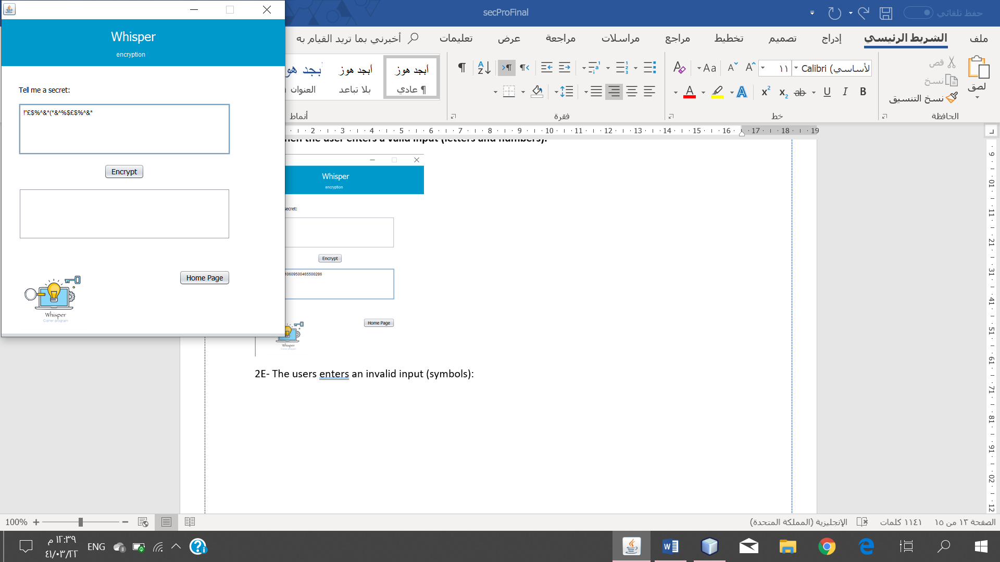 Whisper
encryption
Tell me a secret:
!"£$%^&*(*&^%$£$%^&*
Encrypt
Home Page
Whisper
secProFinal
حفظ تلقائي
ملف
الشريط الرئيسي
إدراج
تصميم
تخطيط
مراجع
مراسلات
مراجعة
عرض
تعليمات
أخبرني بما تريد القيام به
قص
نسخ
نسخ التنسيق
لصق
الحافظة
Calibri (الأساسي)
١١
Aa
خط
فقرة
أبجد هوز
¶ عادي
أبجد هوز
بلا تباعد
أبجد هو
العنوان
أنماط
2 3 4 5 6 7 8 9 10 11 12 13 14 15 16 17 18 19
hen the user enters a valid input (letters and numbers):
Whisper
encryption
secret:
Encrypt
10609500465500286
Home Page
Whisper
2E- The users enters an invalid input (symbols):
الصفحة ١٣ من ١٥
١١٤١ كلمات
الإنجليزية (المملكة المتحدة)
100%
ENG
١٢:٣٩ م
٤١/٠٣/٢٢